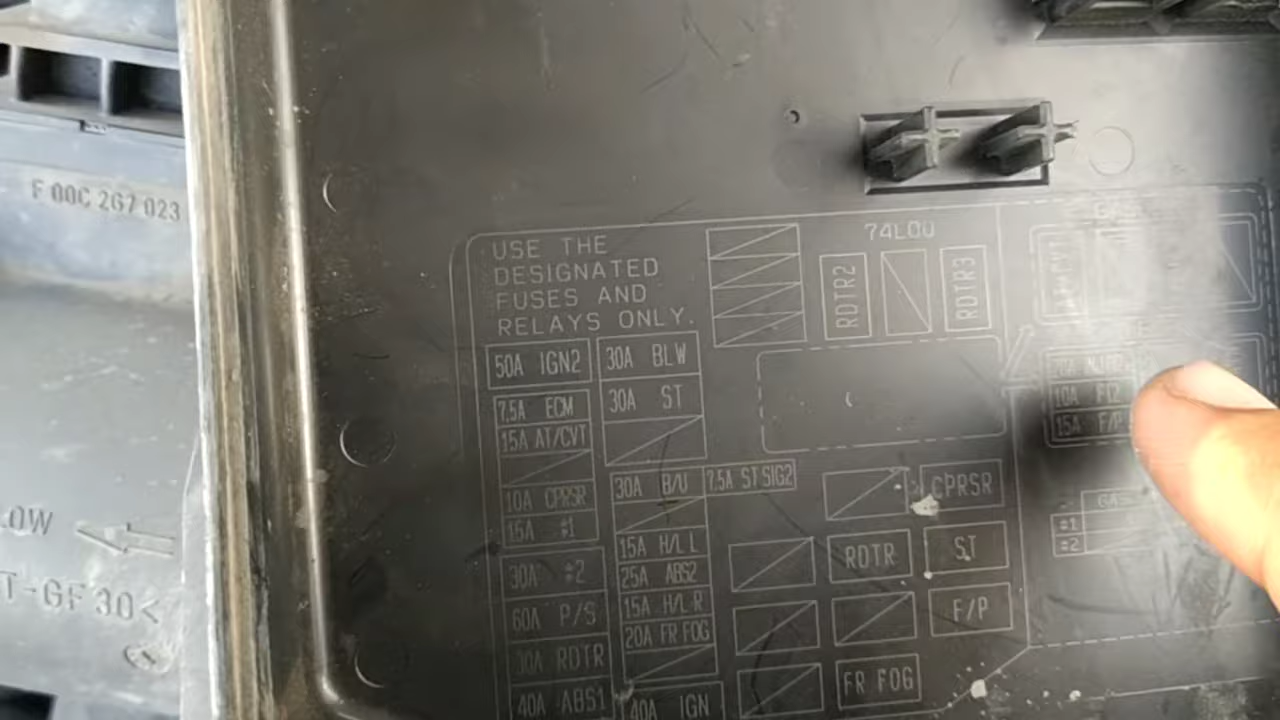 F 00C 2G7 023
LOW
T-GF30<
USE THE
DESIGNATED
FUSES AND
RELAYS ONLY.
50A IGN2
7.5A ECM
15A AT/CVT
10A CPRSR
15A #1
30A #2
60A P/S
30A RDTR
40A ABS1
30A BLW
30A ST
30A B/U
7.5A ST SIG2
15A H/L L
25A ABS2
15A H/L R
20A FR FOG
40A IGN
74L00
RDTR2
RDTR3
CPRSR
RDTR
ST
F/P
FR FOG
10A FI2
15A F/P
GAS
#1
#2